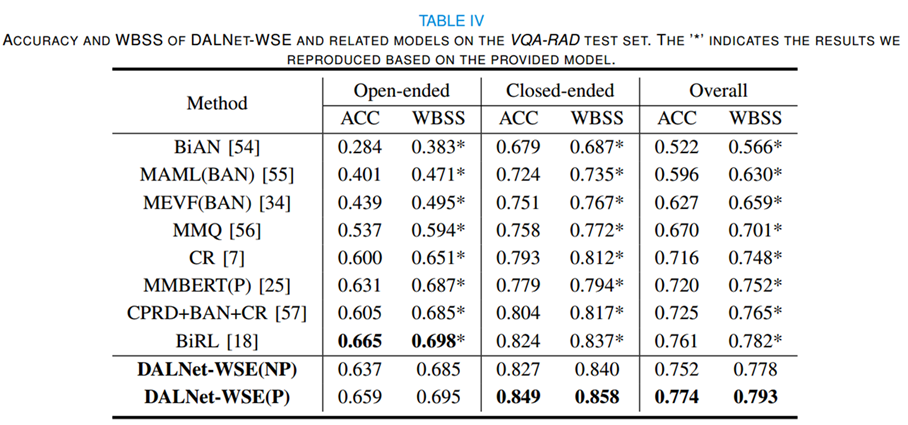 TABLE IV
ACCURACY AND WBSS OF DALNET-WSE AND RELATED MODELS ON THE VQA-RAD TEST SET. THE '*' INDICATES THE RESULTS WE
REPRODUCED BASED ON THE PROVIDED MODEL.
Method Open-ended Closed-ended Overall
ACC WBSS ACC WBSS ACC WBSS
BiAN [54] 0.284 0.383* 0.679 0.687* 0.522 0.566*
MAML(BAN) [55] 0.401 0.471* 0.724 0.735* 0.596 0.630*
MEVF(BAN) [34] 0.439 0.495* 0.751 0.767* 0.627 0.659*
MMQ [56] 0.537 0.594* 0.758 0.772* 0.670 0.701*
CR [7] 0.600 0.651* 0.793 0.812* 0.716 0.748*
MMBERT(P) [25] 0.631 0.687* 0.779 0.794* 0.720 0.752*
CPRD+BAN+CR [57] 0.605 0.685* 0.804 0.817* 0.725 0.765*
BiRL [18] 0.665 0.698* 0.824 0.837* 0.761 0.782*
DALNet-WSE(NP) 0.637 0.685 0.827 0.840 0.752 0.778
DALNet-WSE(P) 0.659 0.695 0.849 0.858 0.774 0.793